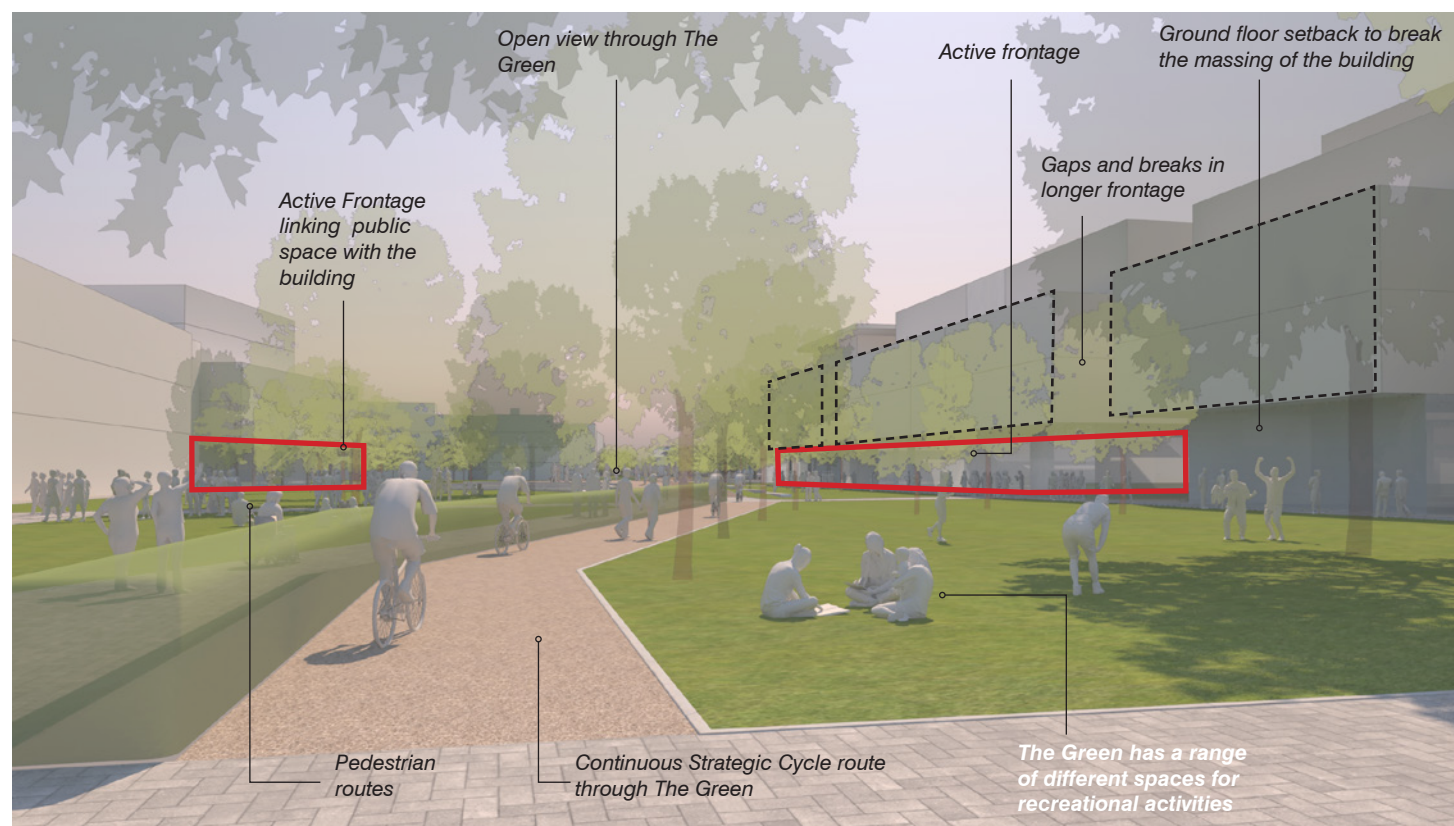 Open view through The
Green
Active frontage
Ground floor setback to break
the massing of the building
Gaps and breaks in
longer frontage
Active Frontage
linking public
space with the
building
Pedestrian
routes
Continuous Strategic Cycle route
through The Green
The Green has a range
of different spaces for
recreational activities